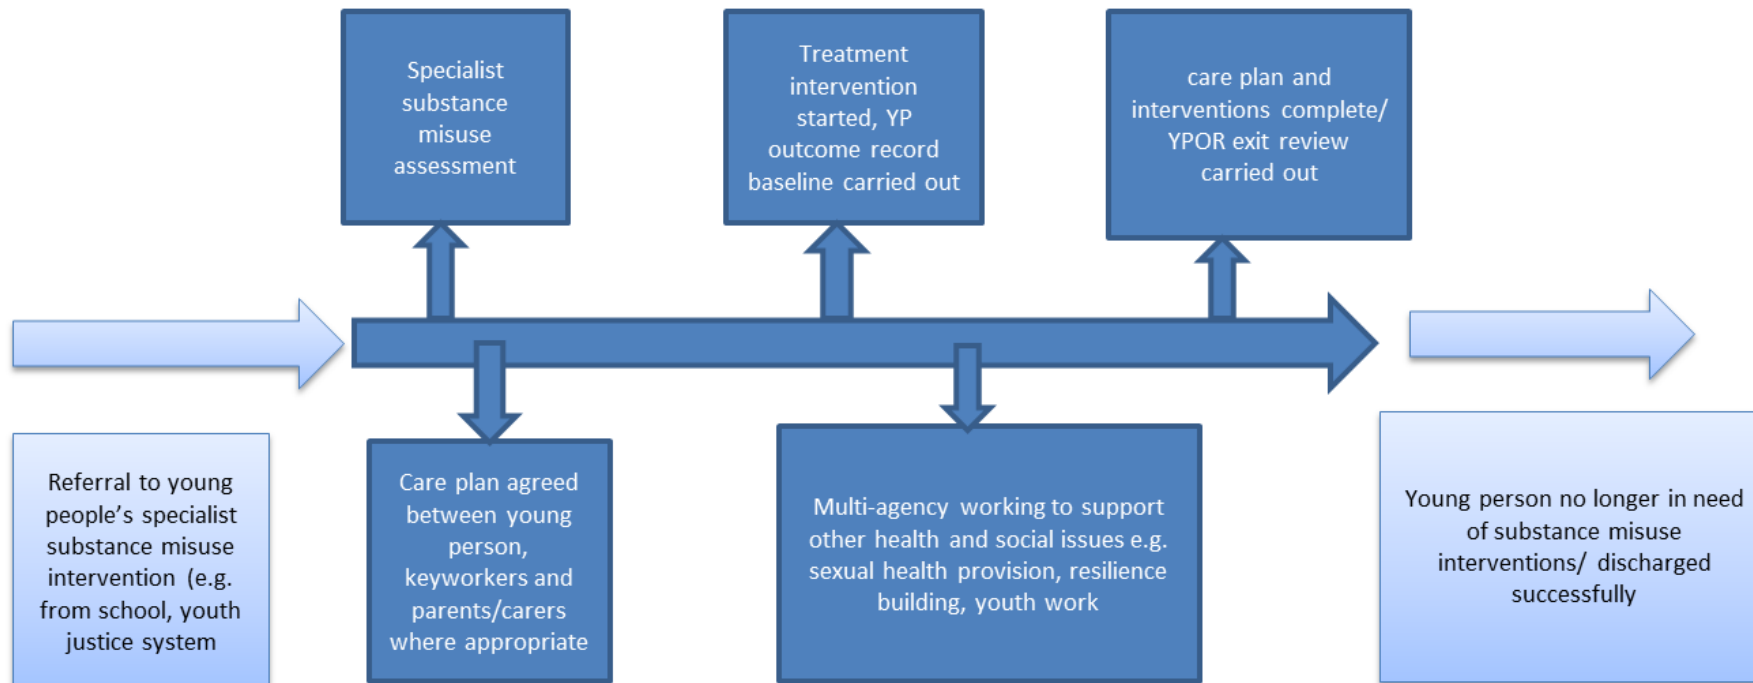 Specialist
substance
misuse
assessment
Treatment
intervention
started, YP
outcome record
baseline carried out
care plan and
interventions complete/
YPOR exit review
carried out
Referral to young
people's specialist
substance misuse
intervention (e.g.
from school, youth
justice system
Care plan agreed
between young
person,
keyworkers and
parents/carers
where appropriate
Multi-agency working to support
other health and social issues e.g.
sexual health provision, resilience
building, youth work
Young person no longer in need
of substance misuse
interventions/ discharged
successfully